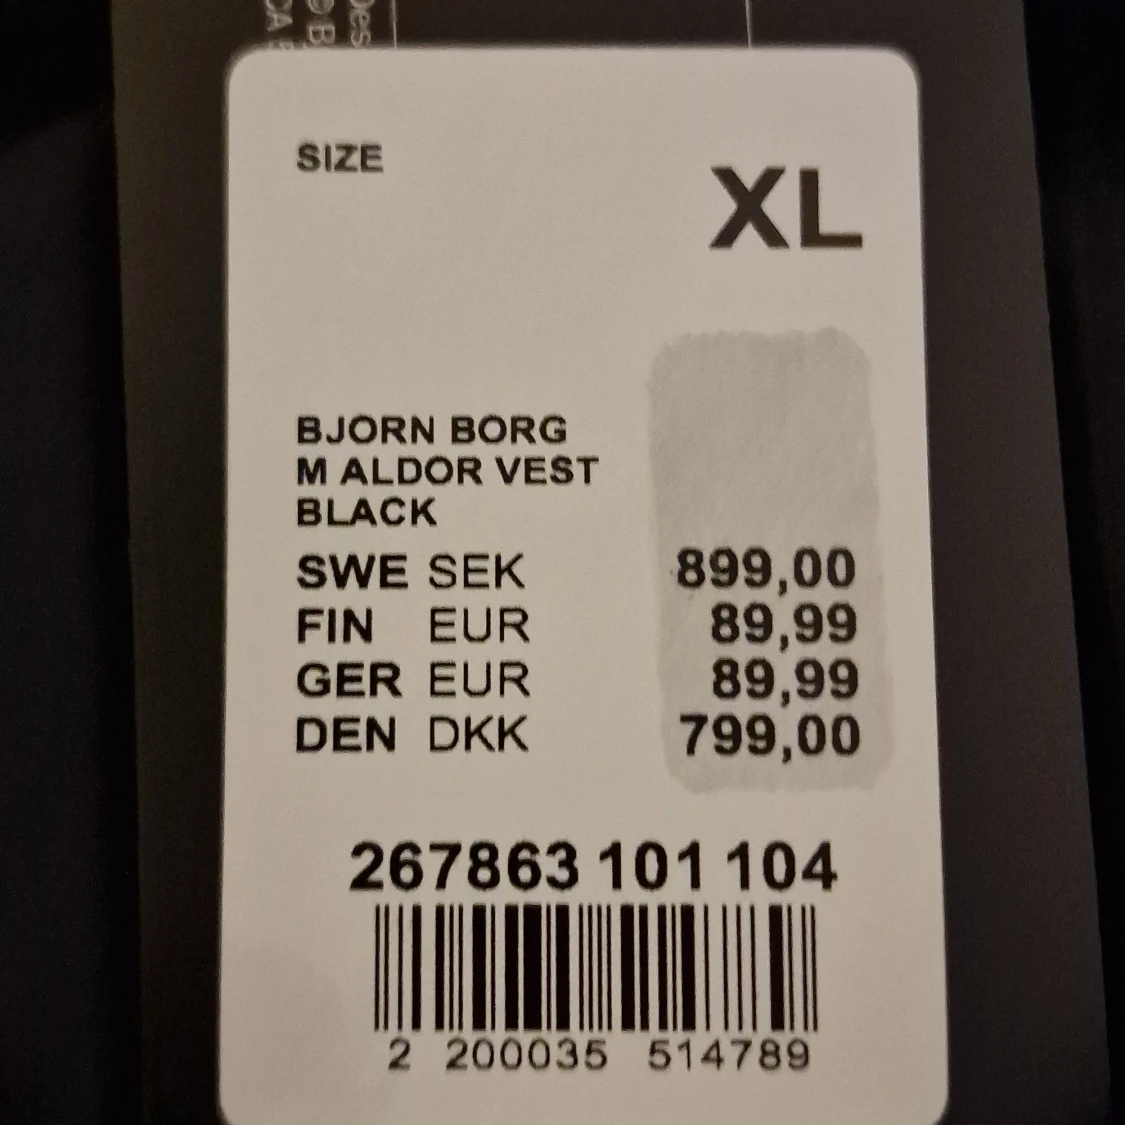 SIZE
XL
BJORN BORG
M ALDOR VEST
BLACK
SWE SEK 899,00
FIN EUR 89,99
GER EUR 89,99
DEN DKK 799,00
267863 101 104
2 200035 514789